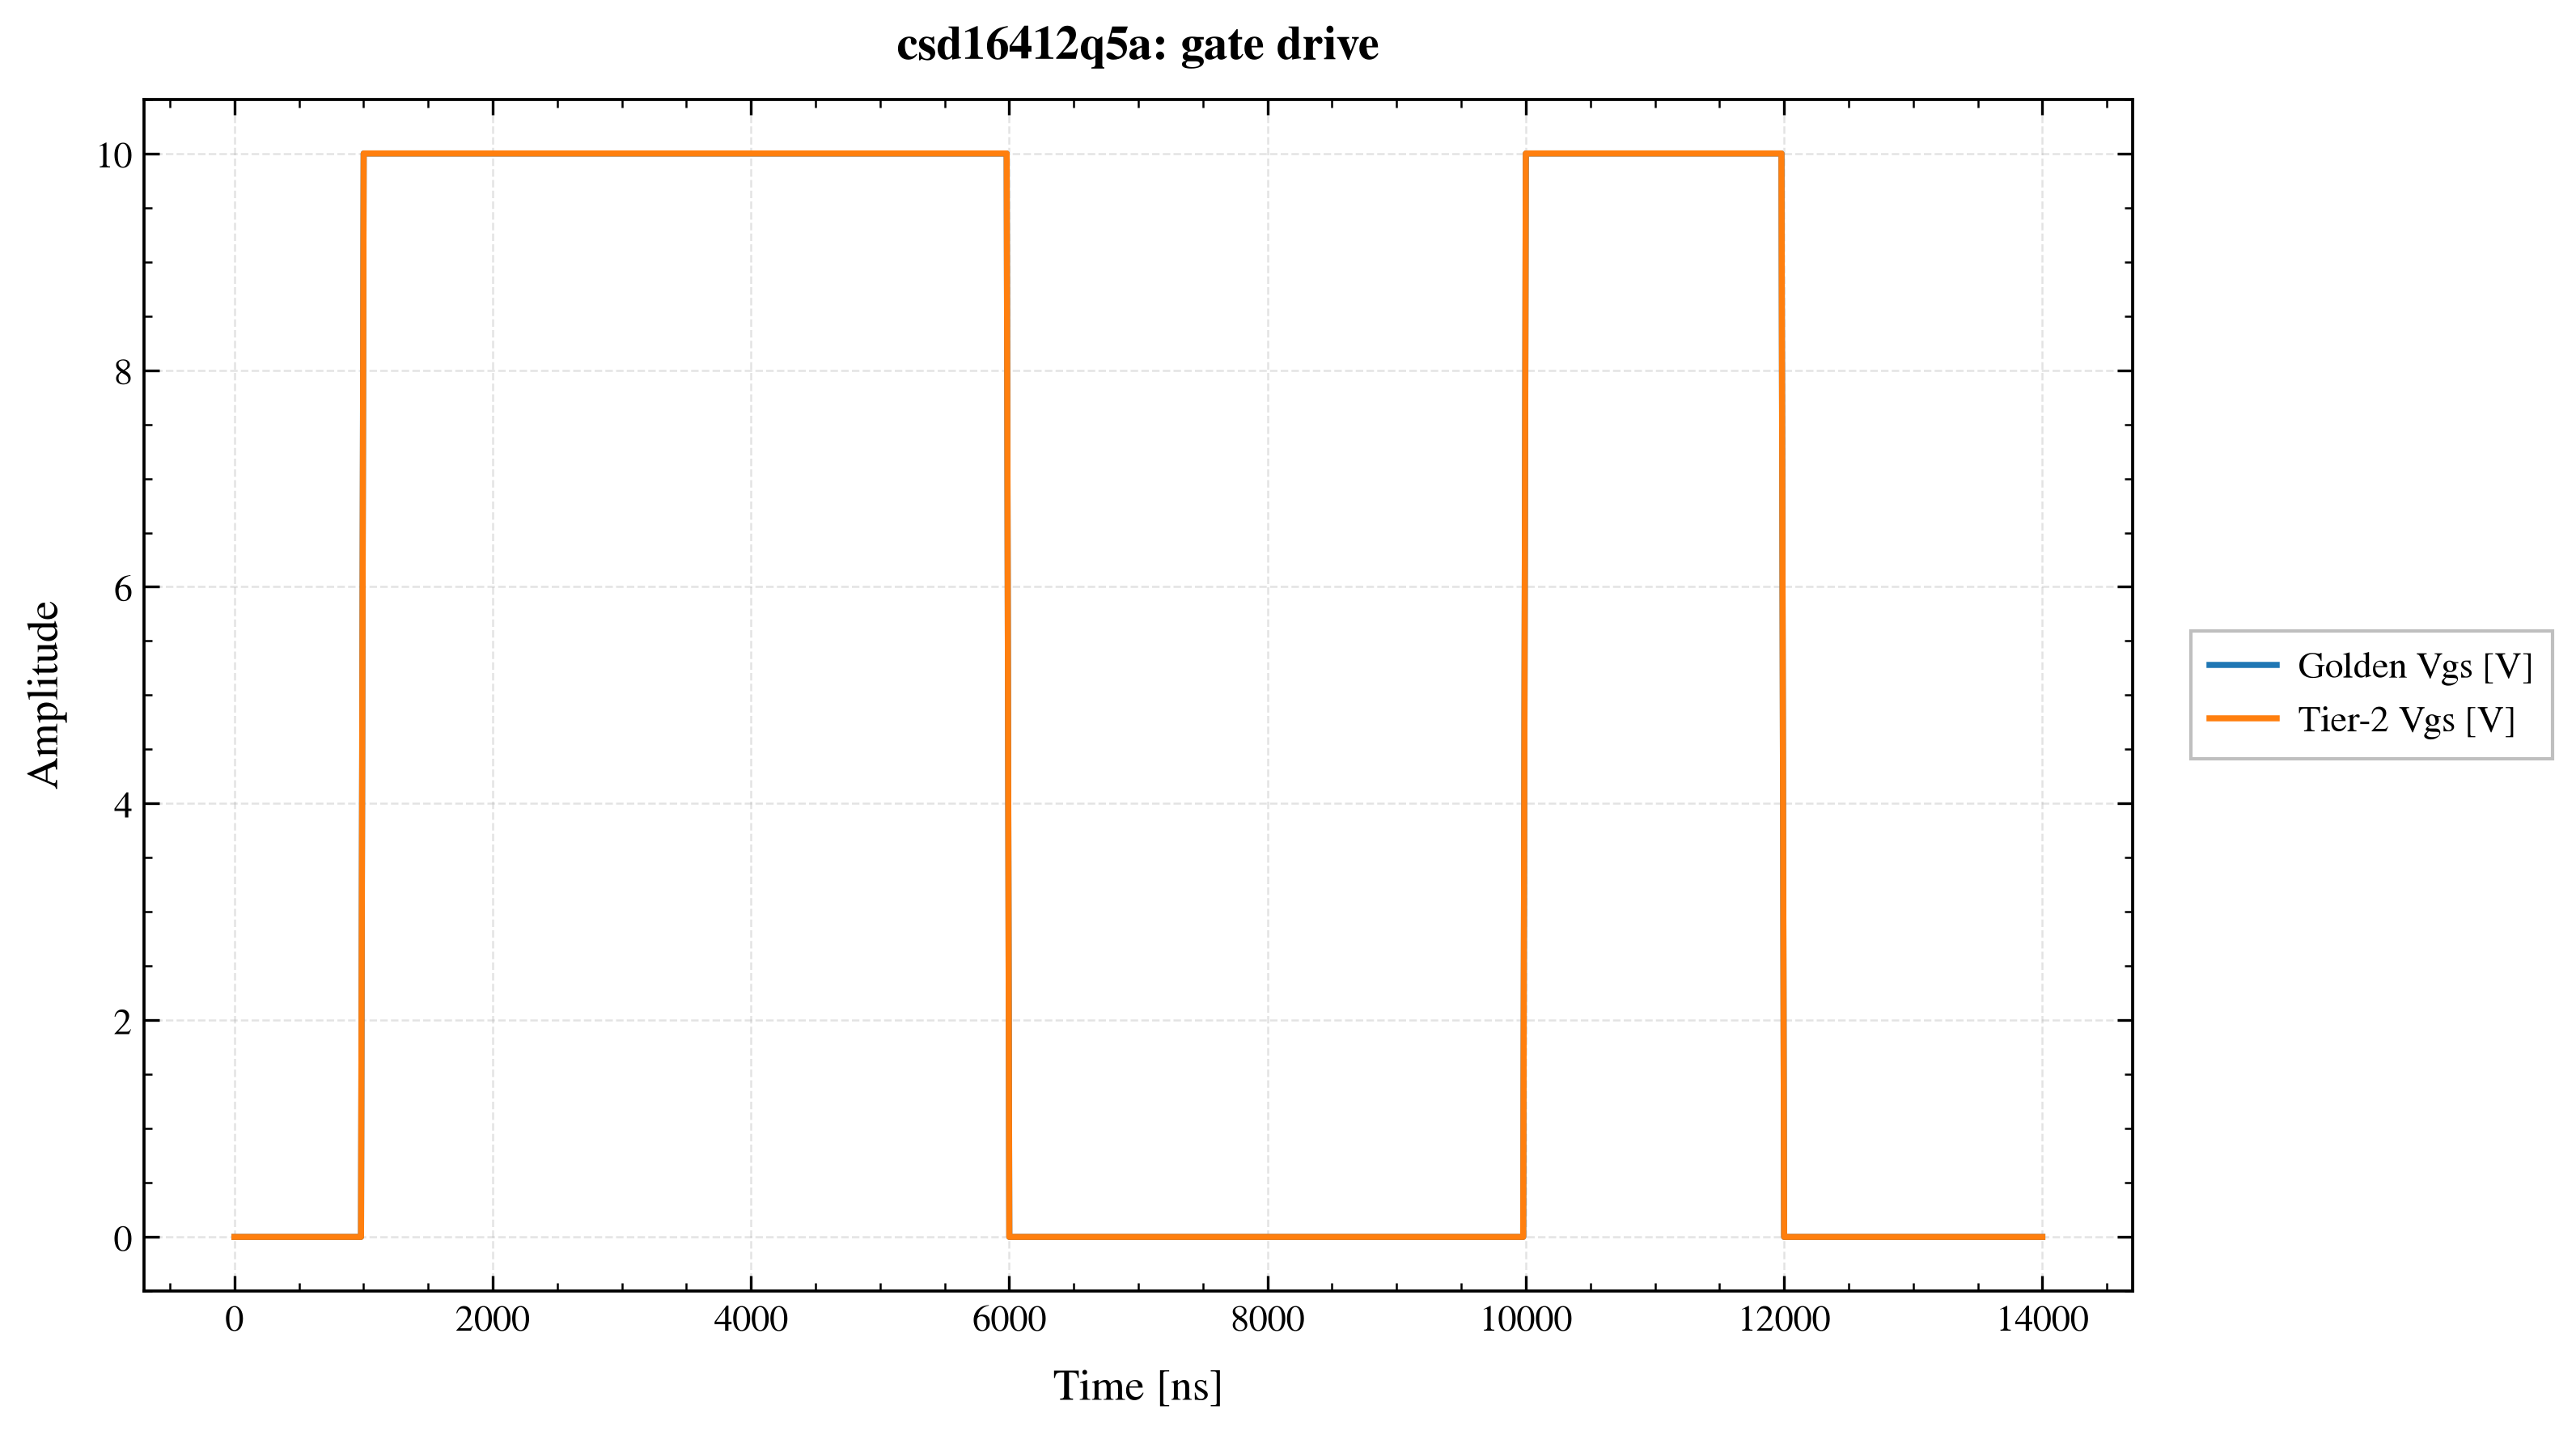 csd16412q5a: gate drive
10
8
6
4
2
0
Amplitude
0 2000 4000 6000 8000 10000 12000 14000
Time [ns]
Golden Vgs [V]
Tier-2 Vgs [V]